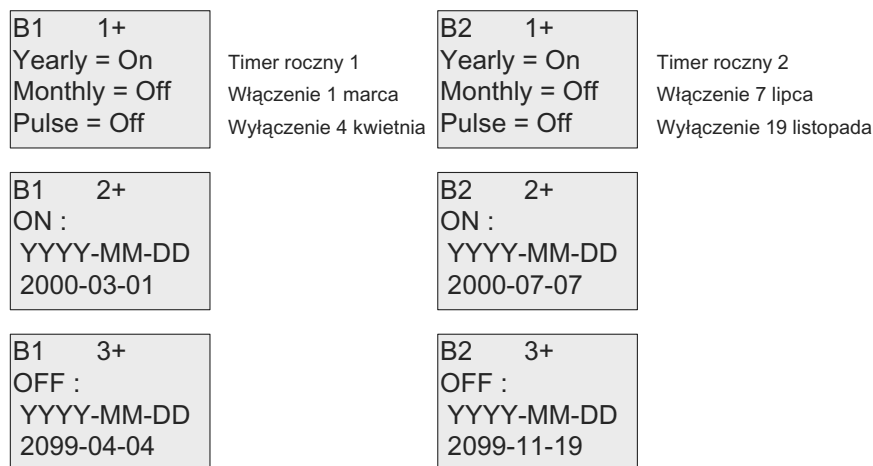 B1 1+
Yearly = On
Monthly = Off
Pulse = Off
Timer roczny 1
Włączenie 1 marca
Wyłączenie 4 kwietnia
B2 1+
Yearly = On
Monthly = Off
Pulse = Off
Timer roczny 2
Włączenie 7 lipca
Wyłączenie 19 listopada
B1 2+
ON :
YYYY-MM-DD
2000-03-01
B2 2+
ON :
YYYY-MM-DD
2000-07-07
B1 3+
OFF :
YYYY-MM-DD
2099-04-04
B2 3+
OFF :
YYYY-MM-DD
2099-11-19